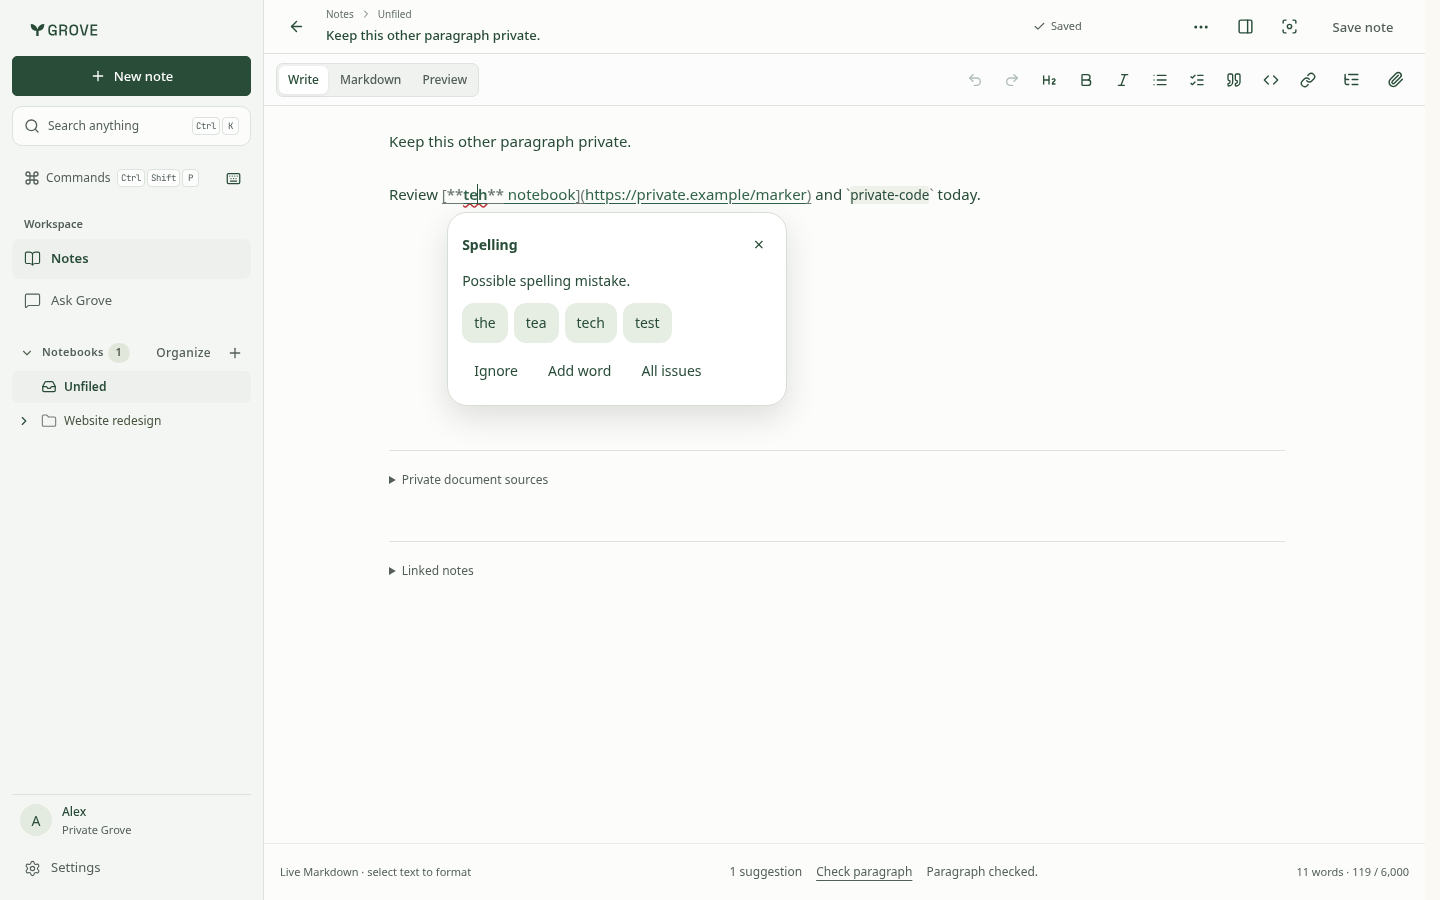 GROVE
New note
Search anything Ctrl K
Commands Ctrl Shift P
Workspace
Notes
Ask Grove
Notebooks 1 Organize
Unfiled
Website redesign
Alex
A
Private Grove
Settings
Notes Unfiled
Keep this other paragraph private.
Saved
Save note
Write Markdown Preview
H2 B I
Keep this other paragraph private.
Review [**teh** notebook](https://private.example/marker) and `private-code` today.
Spelling
Possible spelling mistake.
the tea tech test
Ignore Add word All issues
Private document sources
Linked notes
Live Markdown · select text to format
1 suggestion Check paragraph Paragraph checked.
11 words · 119 / 6,000